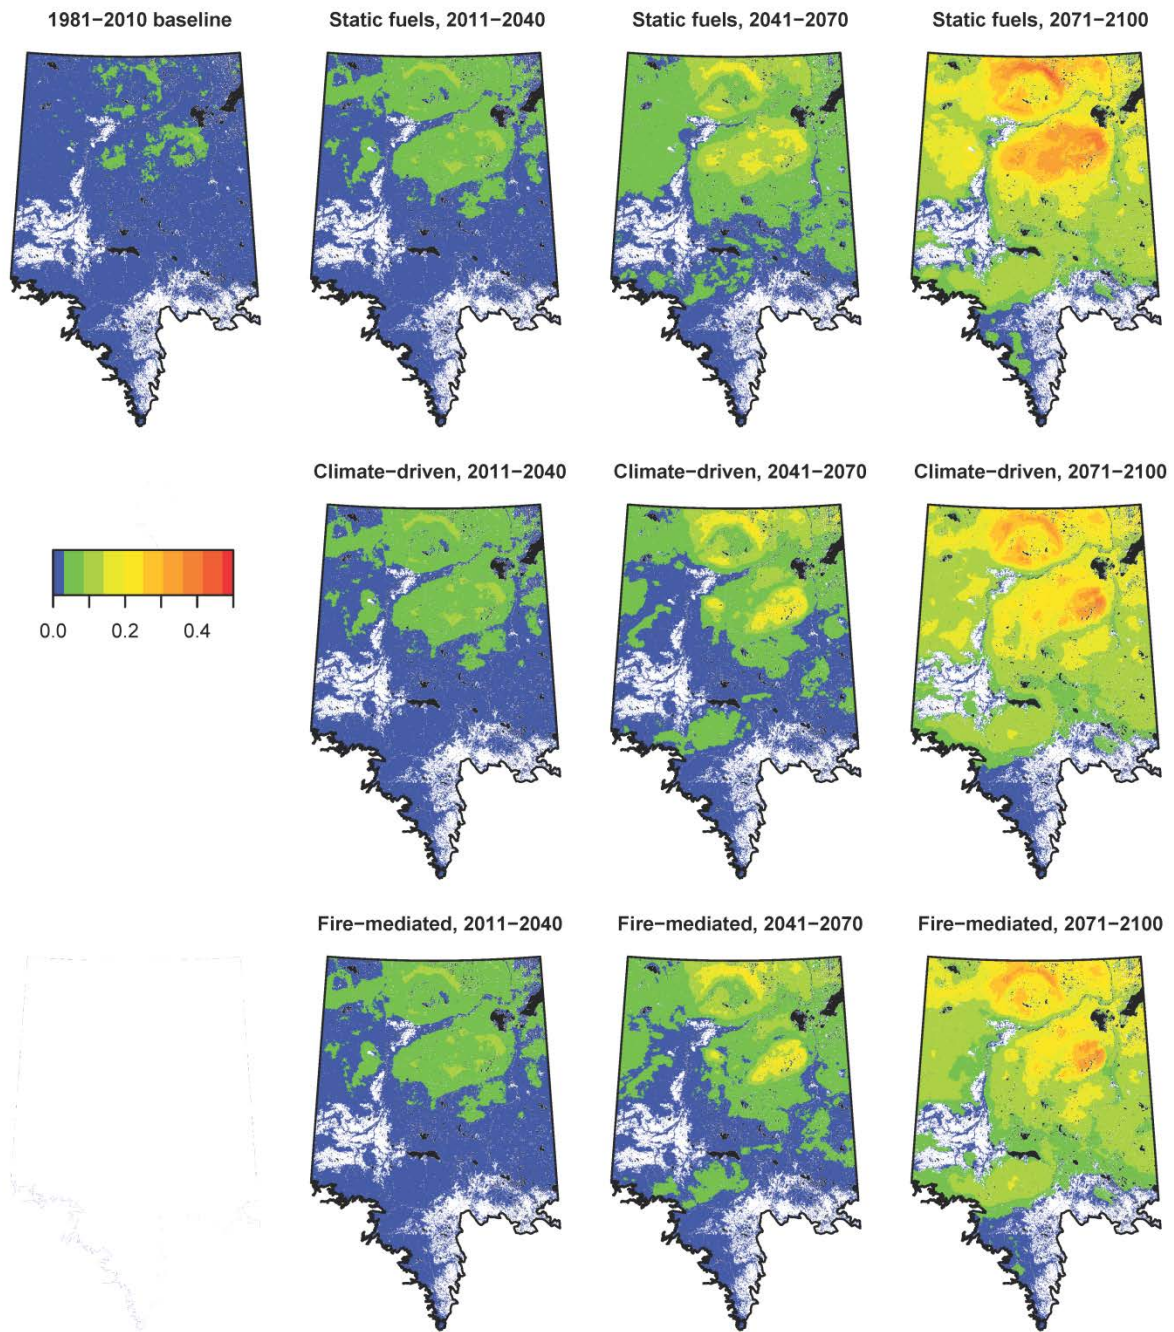 1981−2010 baseline
Static fuels, 2011−2040
Static fuels, 2041−2070
Static fuels, 2071−2100
Climate−driven, 2011−2040
Climate−driven, 2041−2070
Climate−driven, 2071−2100
0.0 0.2 0.4
Fire−mediated, 2011−2040
Fire−mediated, 2041−2070
Fire−mediated, 2071−2100